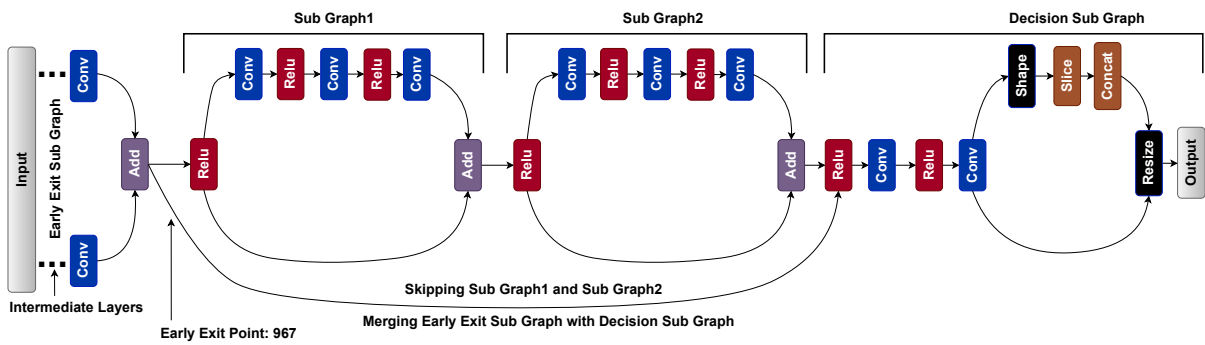 Sub Graph1
Sub Graph2
Decision Sub Graph
Input
Early Exit Sub Graph
Conv
Conv
Add
Relu
Conv
Relu
Conv
Relu
Conv
Add
Relu
Conv
Relu
Conv
Relu
Conv
Add
Relu
Conv
Relu
Conv
Shape
Slice
Concat
Resize
Output
Intermediate Layers
Skipping Sub Graph1 and Sub Graph2
Merging Early Exit Sub Graph with Decision Sub Graph
Early Exit Point: 967